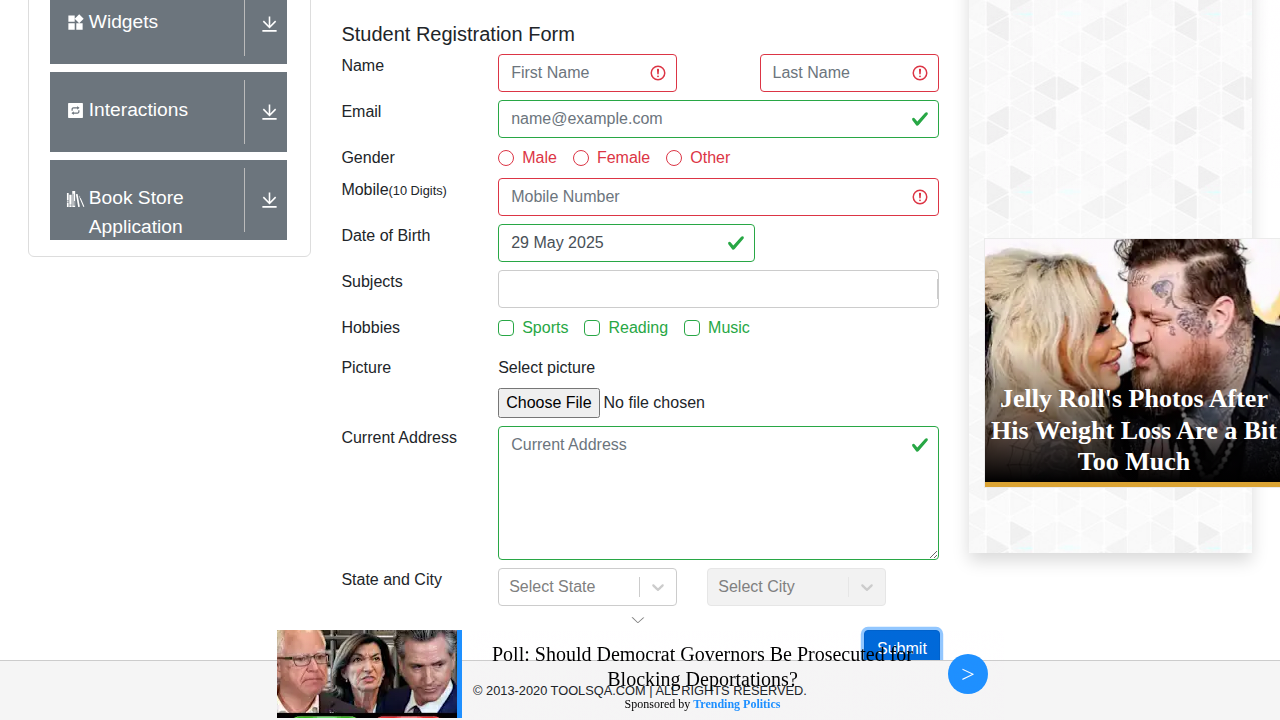 Widgets
Interactions
Book Store
Application
Student Registration Form
Name
First Name
Last Name
Email
name@example.com
Gender
Male
Female
Other
Mobile(10 Digits)
Mobile Number
Date of Birth
29 May 2025
Subjects
Hobbies
Sports
Reading
Music
Picture
Select picture
Choose File No file chosen
Current Address
Current Address
State and City
Select State
Select City
Submit
Jelly Roll's Photos After
His Weight Loss Are a Bit
Too Much
Poll: Should Democrat Governors Be Prosecuted for
Blocking Deportations?
© 2013-2020 TOOLSQA.COM | ALL RIGHTS RESERVED.
Sponsored by Trending Politics
>